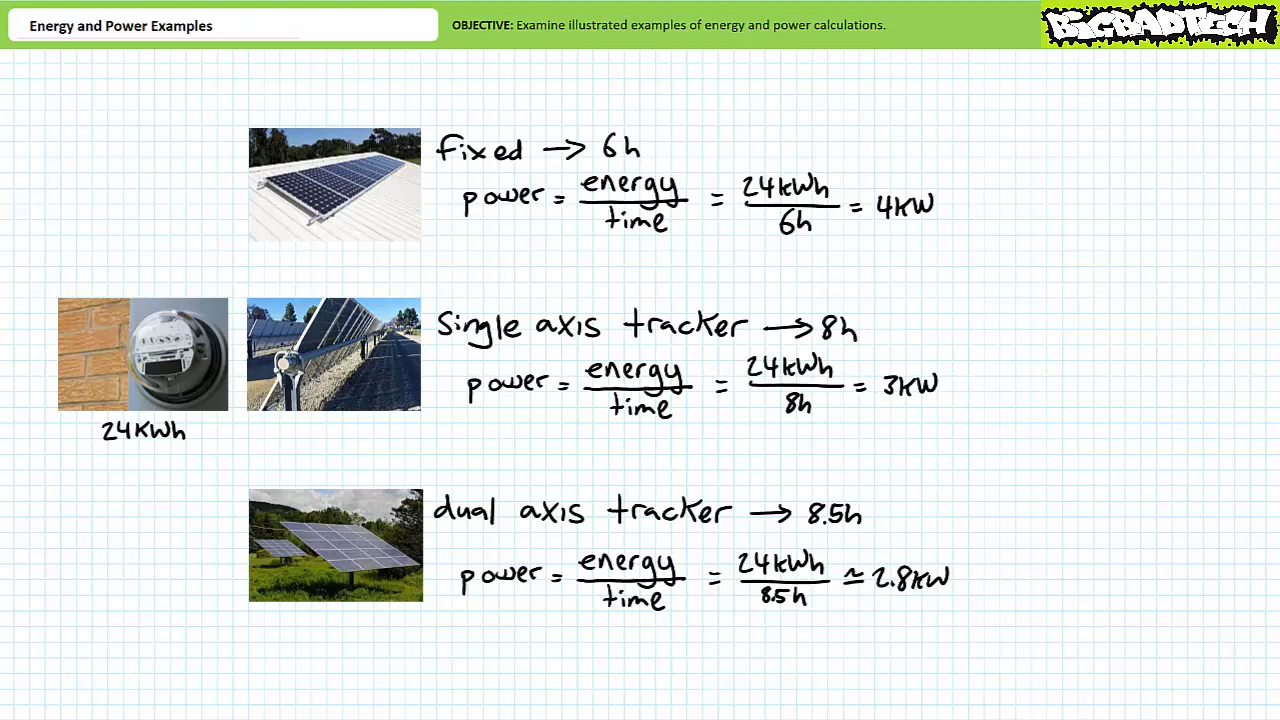 Energy and Power Examples
OBJECTIVE: Examine illustrated examples of energy and power calculations.
BIGBADTECH
fixed → 6h
power = energy/time = 24kWh/6h = 4kW
single axis tracker → 8h
power = energy/time = 24kWh/8h = 3kW
24kWh
dual axis tracker → 8.5h
power = energy/time = 24kWh/8.5h ≈ 2.8kW